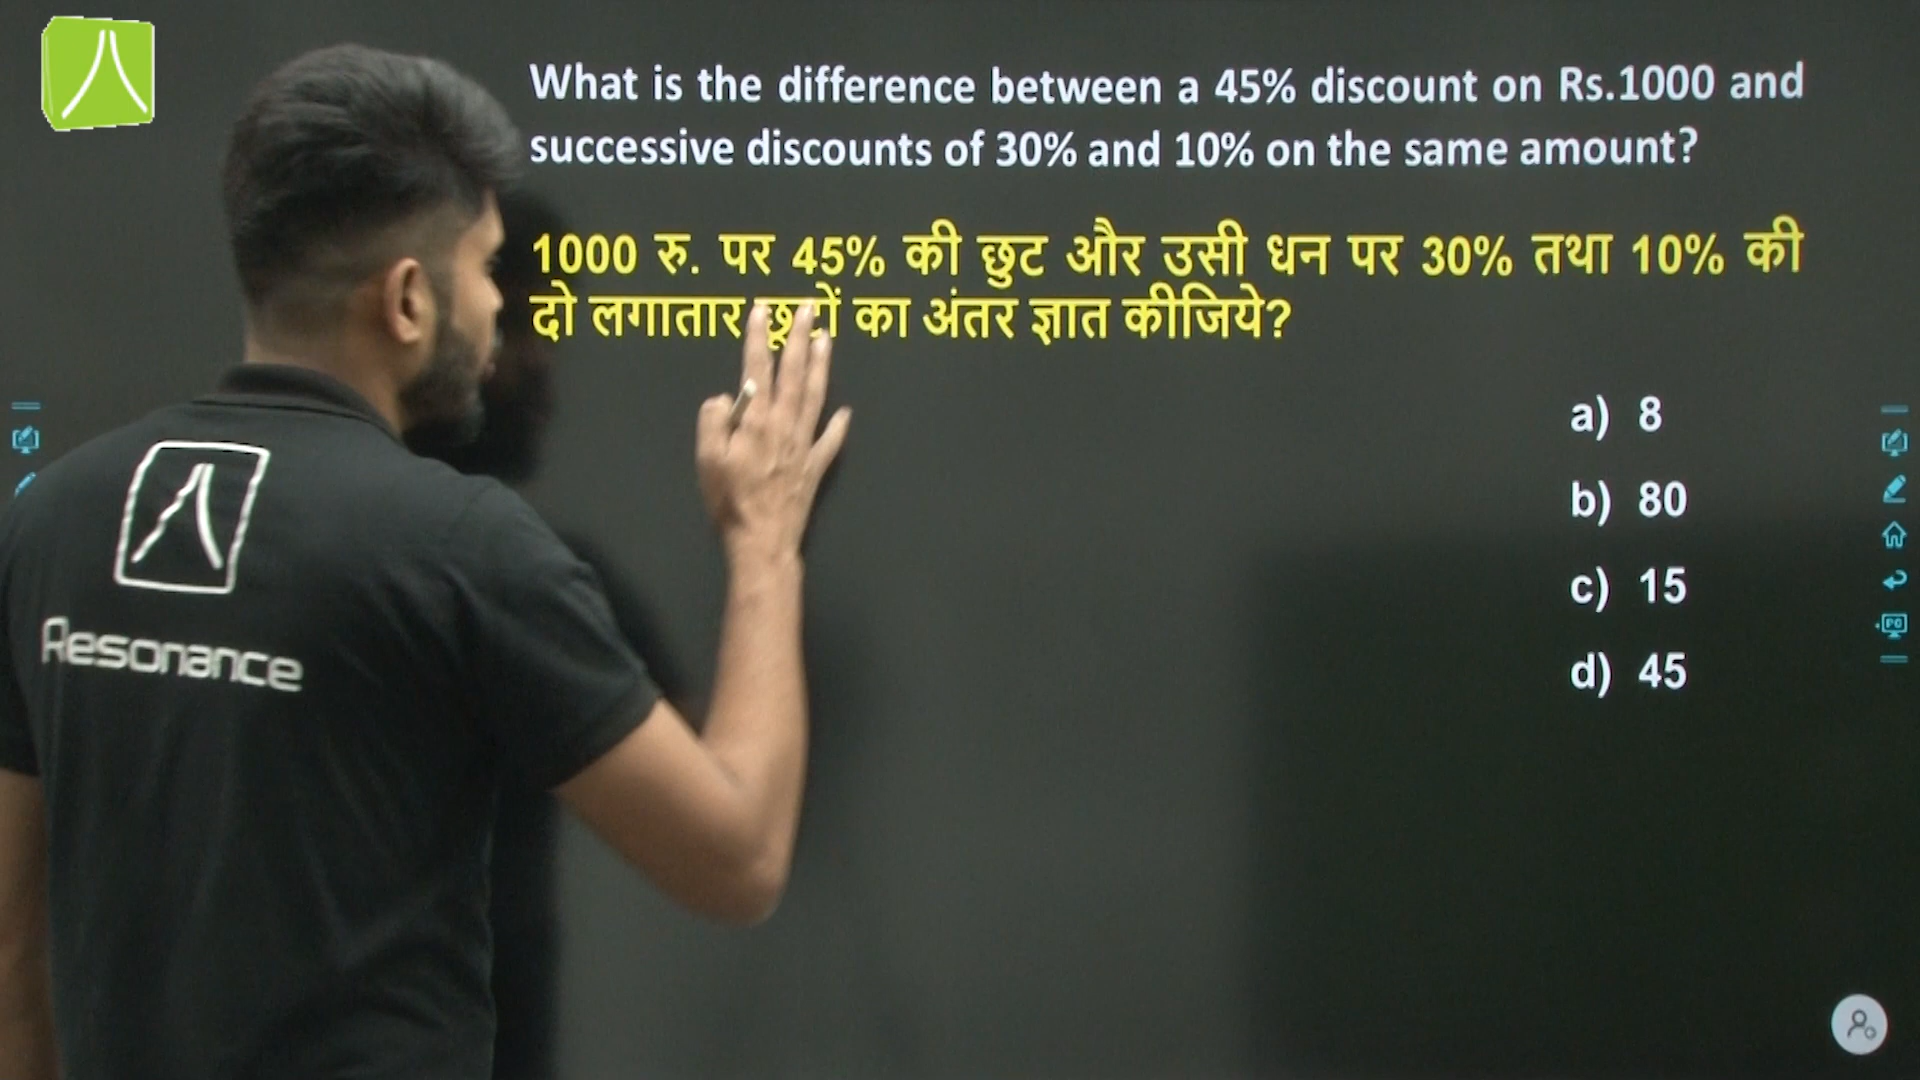 What is the difference between a 45% discount on Rs.1000 and
successive discounts of 30% and 10% on the same amount?
1000 रु. पर 45% की छुट और उसी धन पर 30% तथा 10% की
दो लगातार छूटों का अंतर ज्ञात कीजिये?
a) 8
b) 80
c) 15
d) 45
Resonance